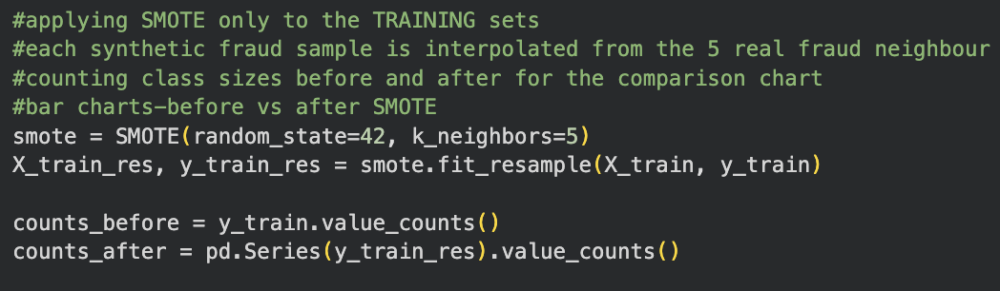 #applying SMOTE only to the TRAINING sets
#each synthetic fraud sample is interpolated from the 5 real fraud neighbour
#counting class sizes before and after for the comparison chart
#bar charts-before vs after SMOTE
smote = SMOTE(random_state=42, k_neighbors=5)
X_train_res, y_train_res = smote.fit_resample(X_train, y_train)
counts_before = y_train.value_counts()
counts_after = pd.Series(y_train_res).value_counts()